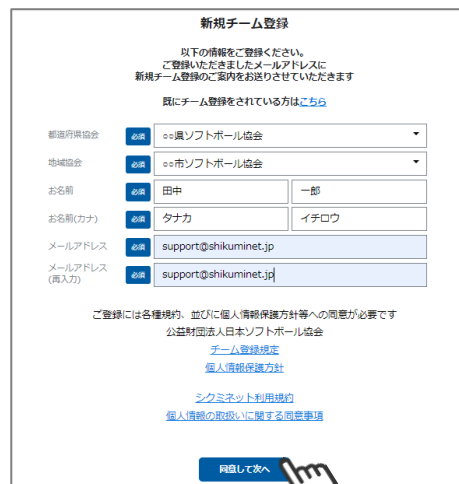 新規チーム登録
以下の情報をご登録ください。
ご登録いただきましたメールアドレスに
新規チーム登録のご案内をお送りさせていただきます
既にチーム登録をされている方はこちら
都道府県協会 必須 ○○県ソフトボール協会
地域協会 必須 ○○市ソフトボール協会
お名前 必須 田中 一郎
お名前(カナ) 必須 タナカ イチロウ
メールアドレス 必須 support@shikuminet.jp
メールアドレス
(再入力) 必須 support@shikuminet.jp
ご登録には各種規約、並びに個人情報保護方針等への同意が必要です
公益財団法人日本ソフトボール協会
チーム登録規定
個人情報保護方針
シクミネット利用規約
個人情報の取扱いに関する同意事項
同意して次へ